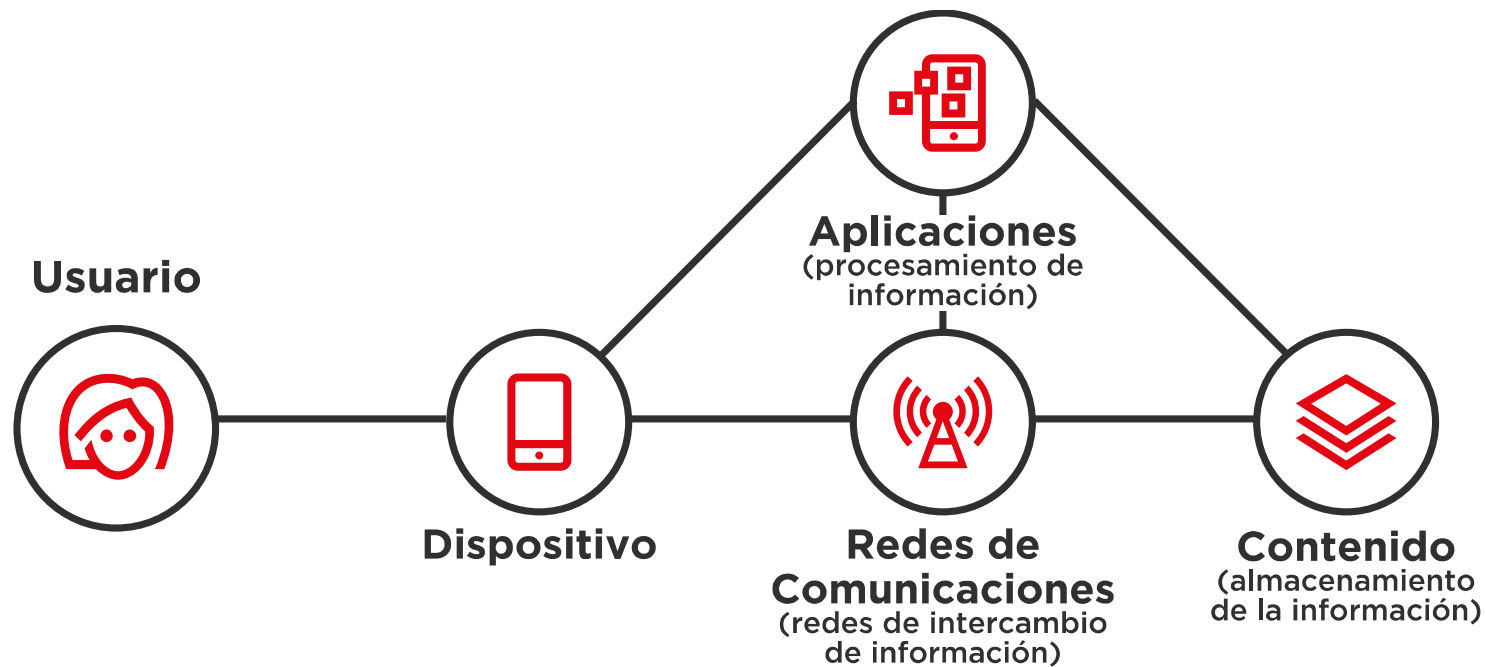 Usuario
Dispositivo
Aplicaciones
(procesamiento de
información)
Redes de
Comunicaciones
(redes de intercambio
de información)
Contenido
(almacenamiento
de la información)